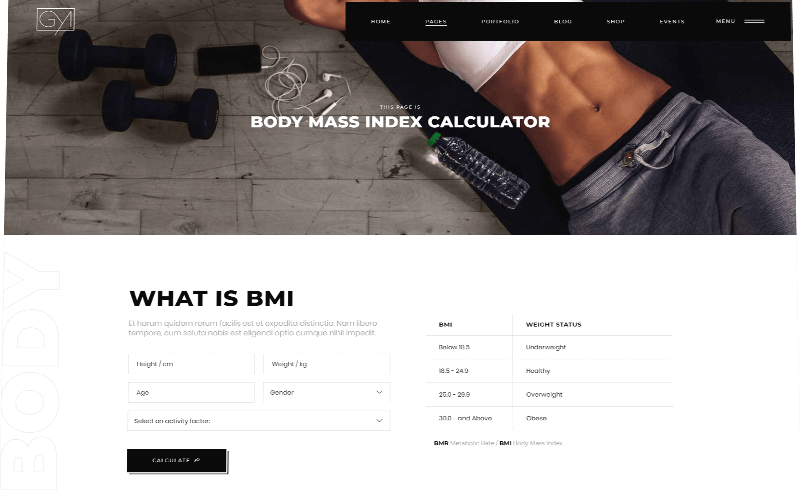 GYM
HOME PAGES PORTFOLIO BLOG SHOP EVENTS MENU
THIS PAGE IS
BODY MASS INDEX CALCULATOR
BODY
WHAT IS BMI
Et harum quidem rerum facilis est et expedita distinctio. Nam libero
tempore, cum soluta nobis est eligendi optio cumque nihil impedit.
Height / cm Weight / kg
Age Gender
Select an activity factor:
CALCULATE
BMI WEIGHT STATUS
Below 18.5 Underweight
18.5 - 24.9 Healthy
25.0 - 29.9 Overweight
30.0 - and Above Obese
BMR Metabolic Rate / BMI Body Mass Index